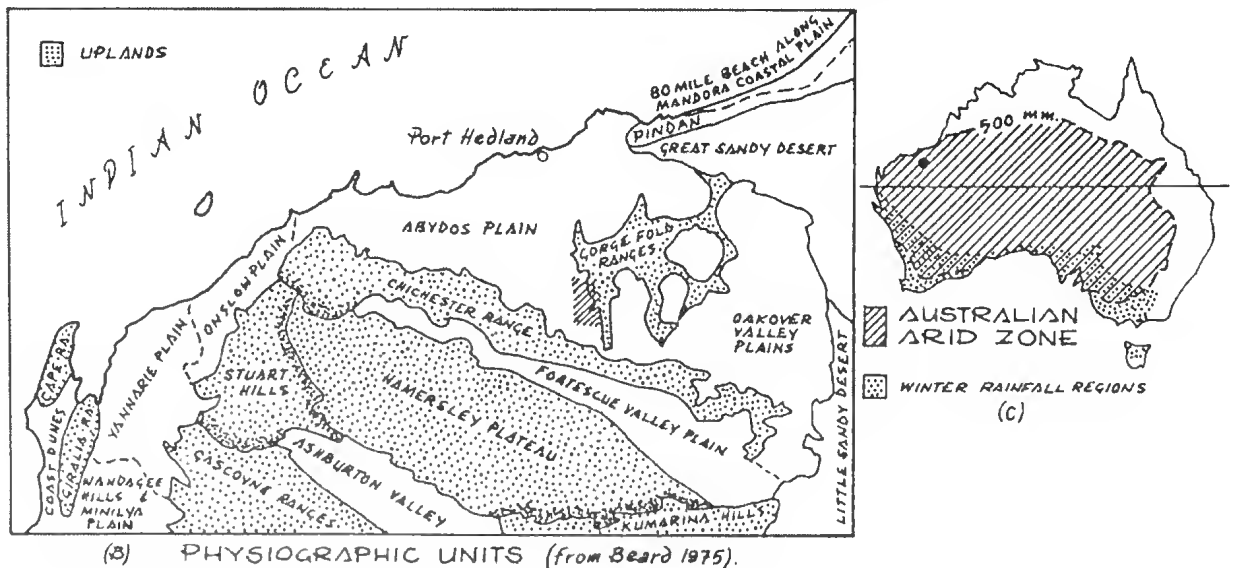 UPLANDS
INDIAN OCEAN
80 MILE BEACH ALONG
MANDORA COASTAL PLAIN
PINDAN
Port Hedland
GREAT SANDY DESERT
ABYDOS PLAIN
GORGE FOLD
RANGES
ONSLOW PLAIN
CHICHESTER RANGE
OAKOVER
VALLEY
PLAINS
CAPE RA.
YANNARIE PLAIN
STUART
HILLS
HAMERSLEY PLATEAU
FORTESCUE VALLEY PLAIN
LITTLE SANDY DESERT
COAST DUNES
GIRALIA RA.
WANDAGEE
HILLS &
MINILYA
PLAIN
GASCOYNE RANGES
ASHBURTON VALLEY
KUMARINA HILLS
(B) PHYSIOGRAPHIC UNITS (from Beard 1975).
500 mm.
AUSTRALIAN
ARID ZONE
WINTER RAINFALL REGIONS
(C)